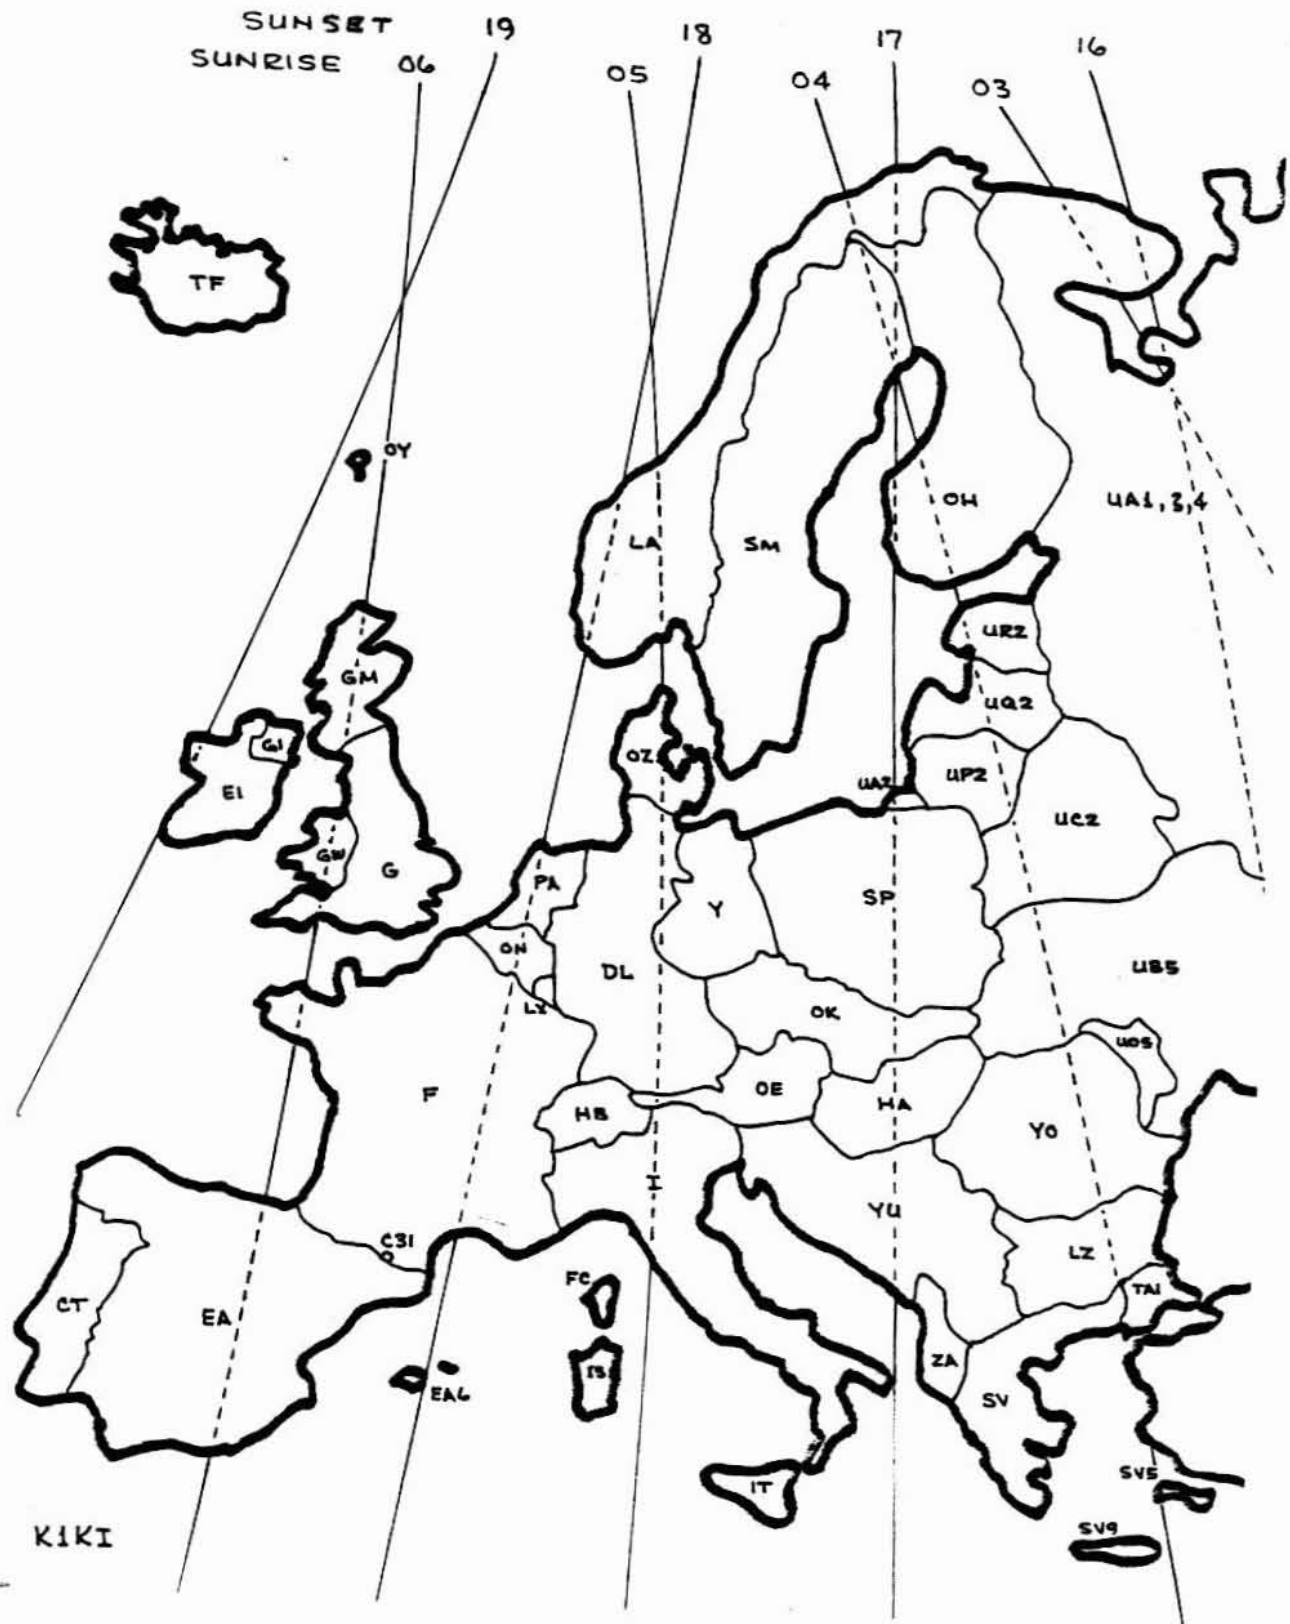 SUNSET 19 18 17 16
SUNRISE 06 05 04 03
TF
OY
LA
SM
OH
UA1,3,4
UR2
GM
UQ2
GI
OZ
EI
UA2
UP2
UC2
GW
G
PA
Y
SP
ON
DL
UB5
LX
OK
UO5
F
HB
OE
HA
YO
I
YU
C31
LZ
FC
TA1
CT
EA
ZA
IS
EA6
SV
IT
SV5
K1KI
SV9